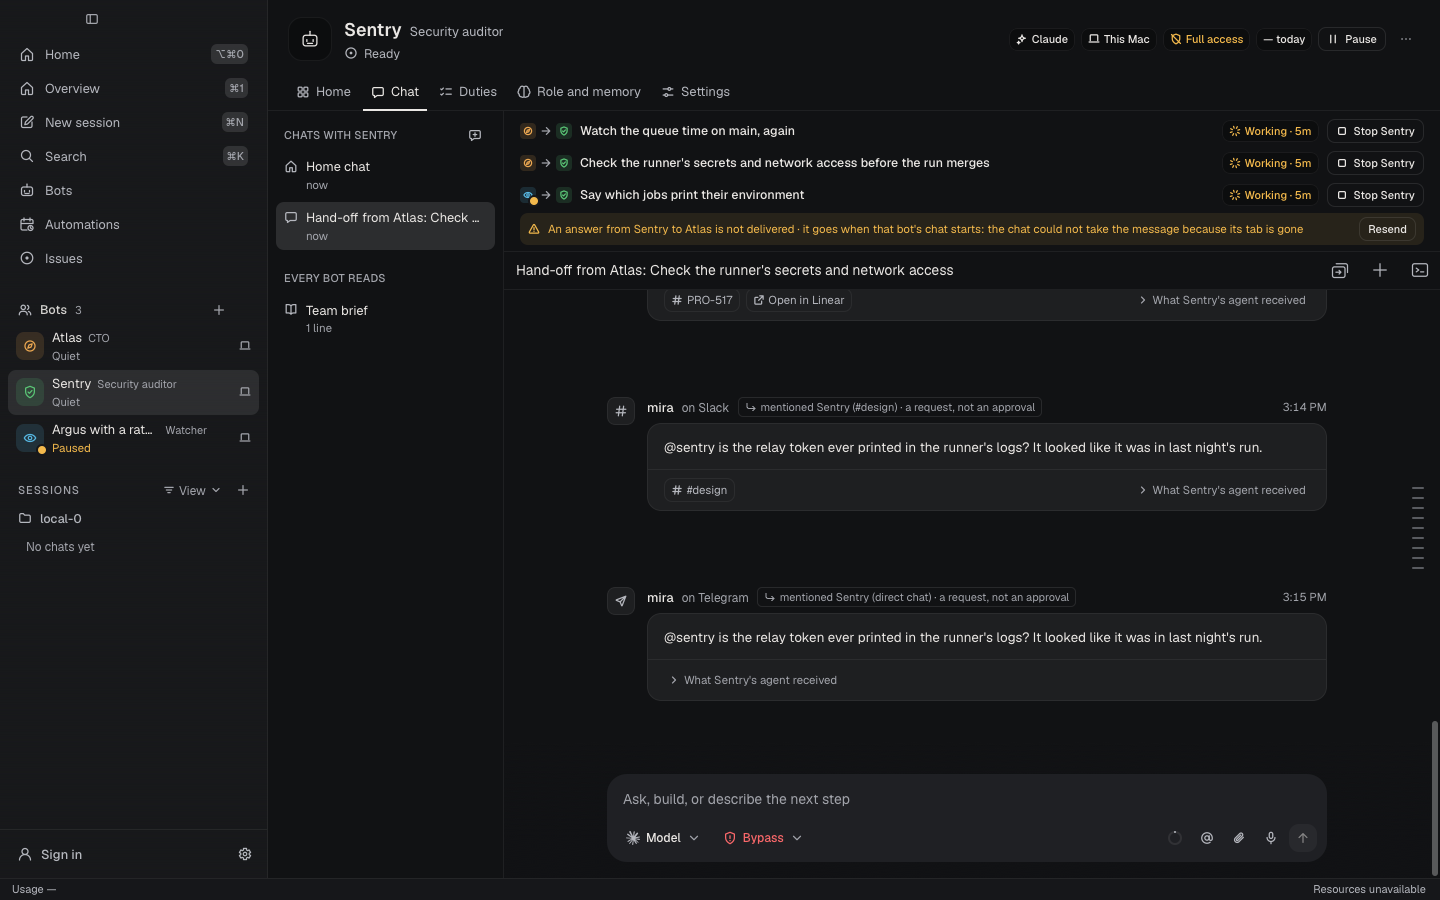 Home ⌥⌘0
Overview ⌘1
New session ⌘N
Search ⌘K
Bots
Automations
Issues
Bots 3
Atlas CTO
Quiet
Sentry Security auditor
Quiet
Argus with a rat... Watcher
Paused
SESSIONS View
local-0
No chats yet
Sign in
Usage —
Sentry Security auditor
Ready
Claude This Mac Full access — today Pause
Home Chat Duties Role and memory Settings
CHATS WITH SENTRY
Home chat
now
Hand-off from Atlas: Check ...
now
EVERY BOT READS
Team brief
1 line
Watch the queue time on main, again Working · 5m Stop Sentry
Check the runner's secrets and network access before the run merges Working · 5m Stop Sentry
Say which jobs print their environment Working · 5m Stop Sentry
An answer from Sentry to Atlas is not delivered · it goes when that bot's chat starts: the chat could not take the message because its tab is gone Resend
Hand-off from Atlas: Check the runner's secrets and network access
# PRO-517 Open in Linear What Sentry's agent received
mira on Slack mentioned Sentry (#design) · a request, not an approval 3:14 PM
@sentry is the relay token ever printed in the runner's logs? It looked like it was in last night's run.
# #design What Sentry's agent received
mira on Telegram mentioned Sentry (direct chat) · a request, not an approval 3:15 PM
@sentry is the relay token ever printed in the runner's logs? It looked like it was in last night's run.
What Sentry's agent received
Ask, build, or describe the next step
Model Bypass
Resources unavailable